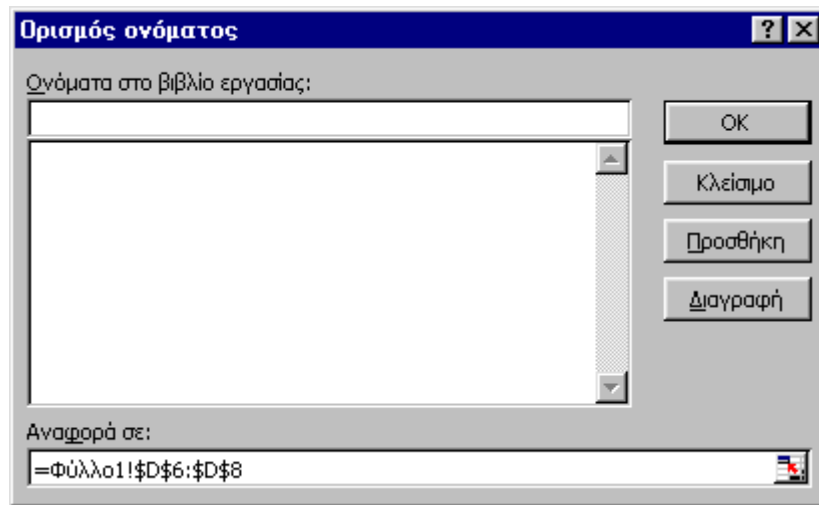 Ορισμός ονόματος
Ονόματα στο βιβλίο εργασίας:
OK
Κλείσιμο
Προσθήκη
Διαγραφή
Αναφορά σε:
=Φύλλο1!$D$6:$D$8